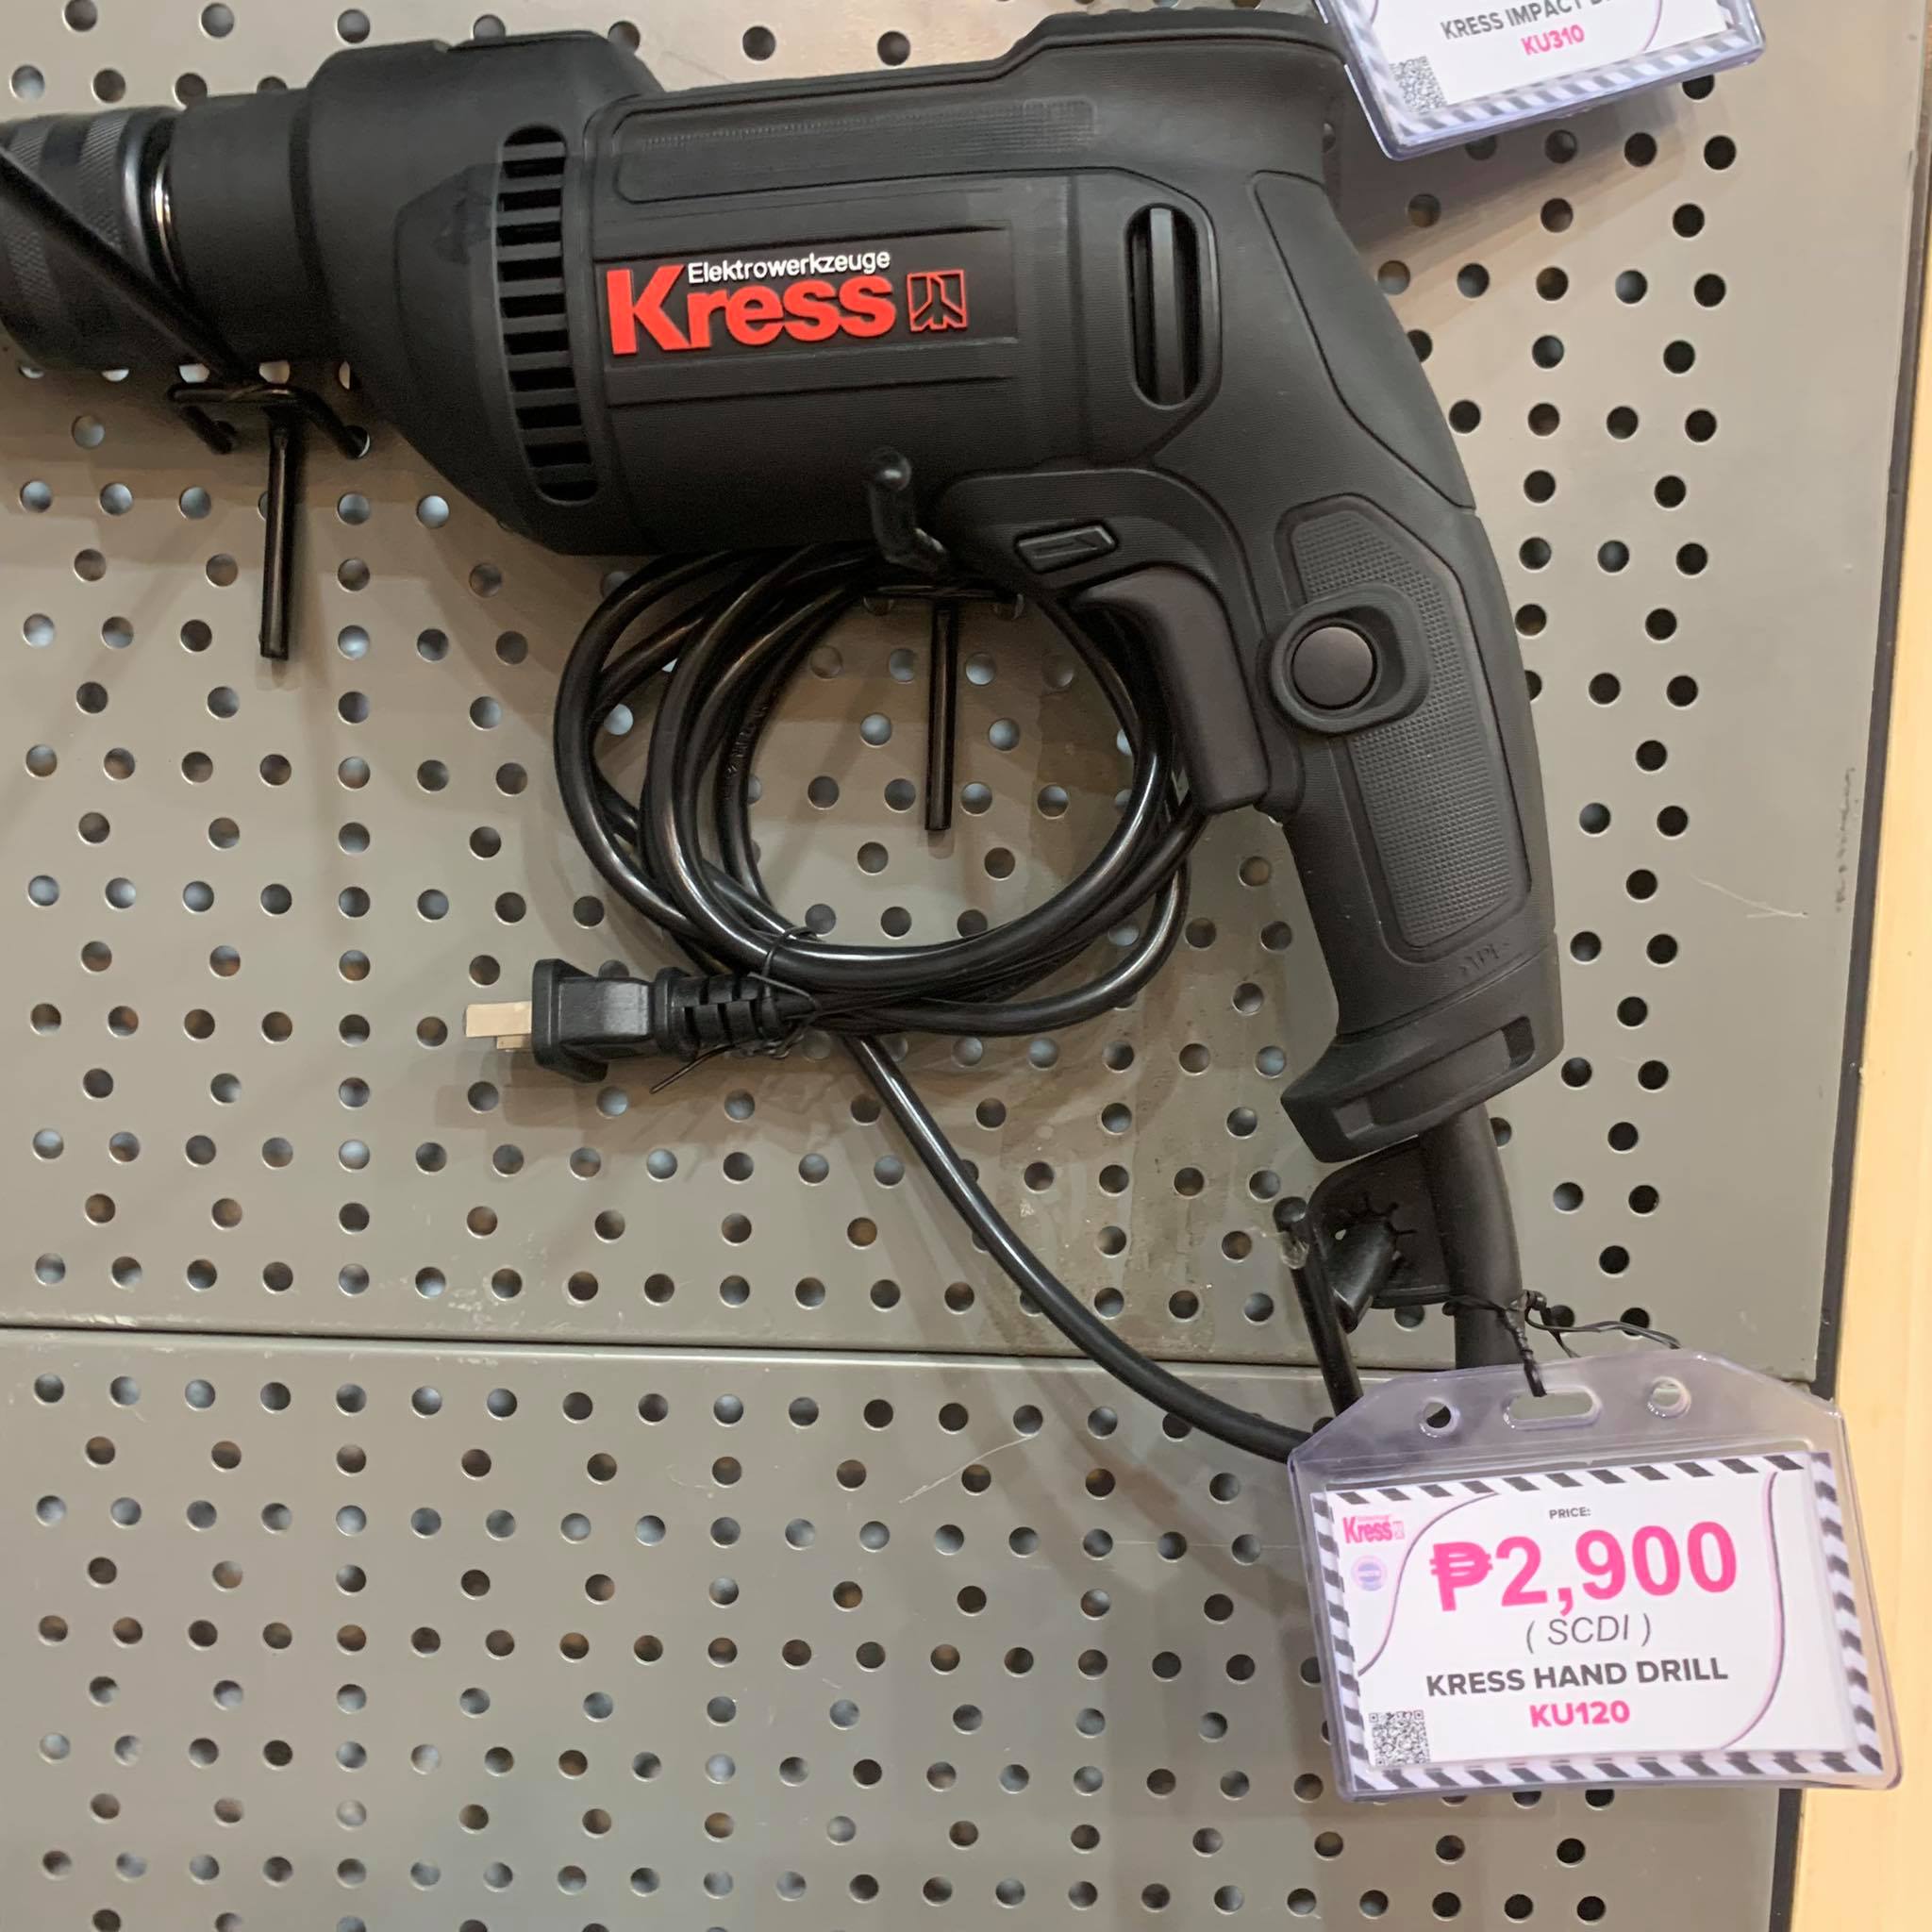 KRESS IMPACT
KU310
Elektrowerkzeuge
Kress
PRICE:
Kress
₱2,900
( SCDI )
KRESS HAND DRILL
KU120